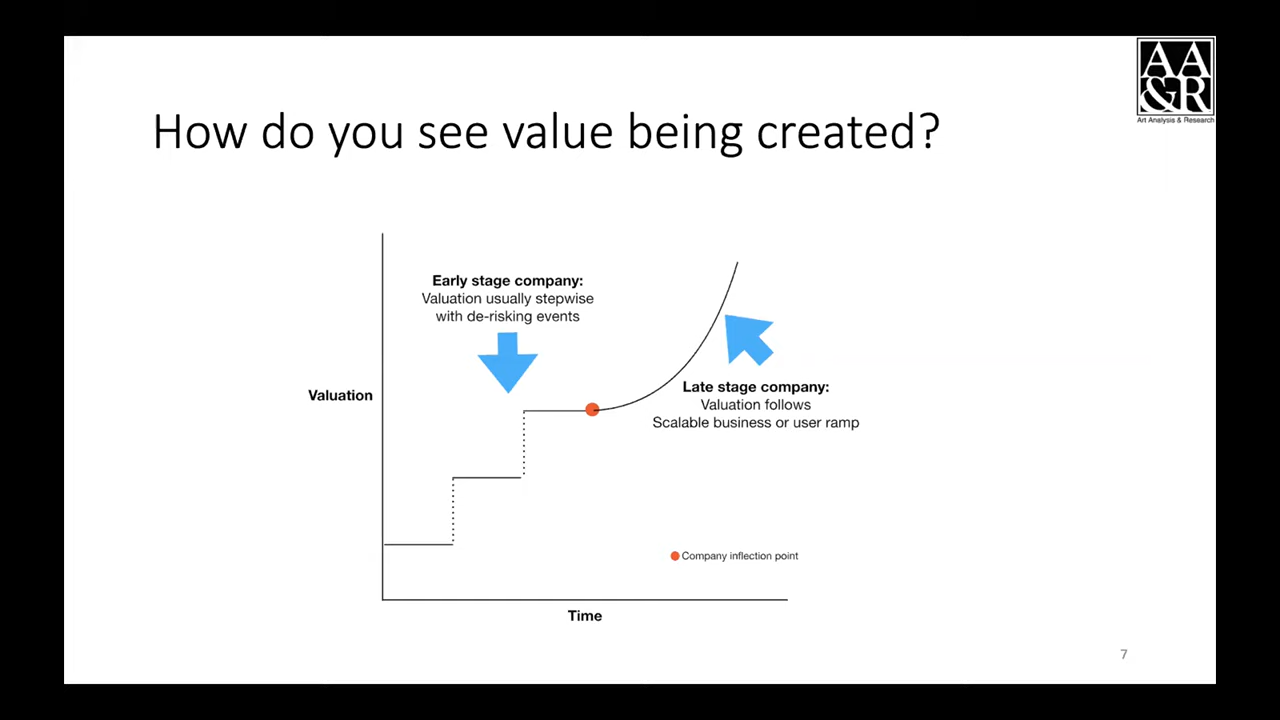 AA
&R
Art Analysis & Research
How do you see value being created?
Early stage company:
Valuation usually stepwise
with de-risking events
Valuation
Late stage company:
Valuation follows
Scalable business or user ramp
Company inflection point
Time
7